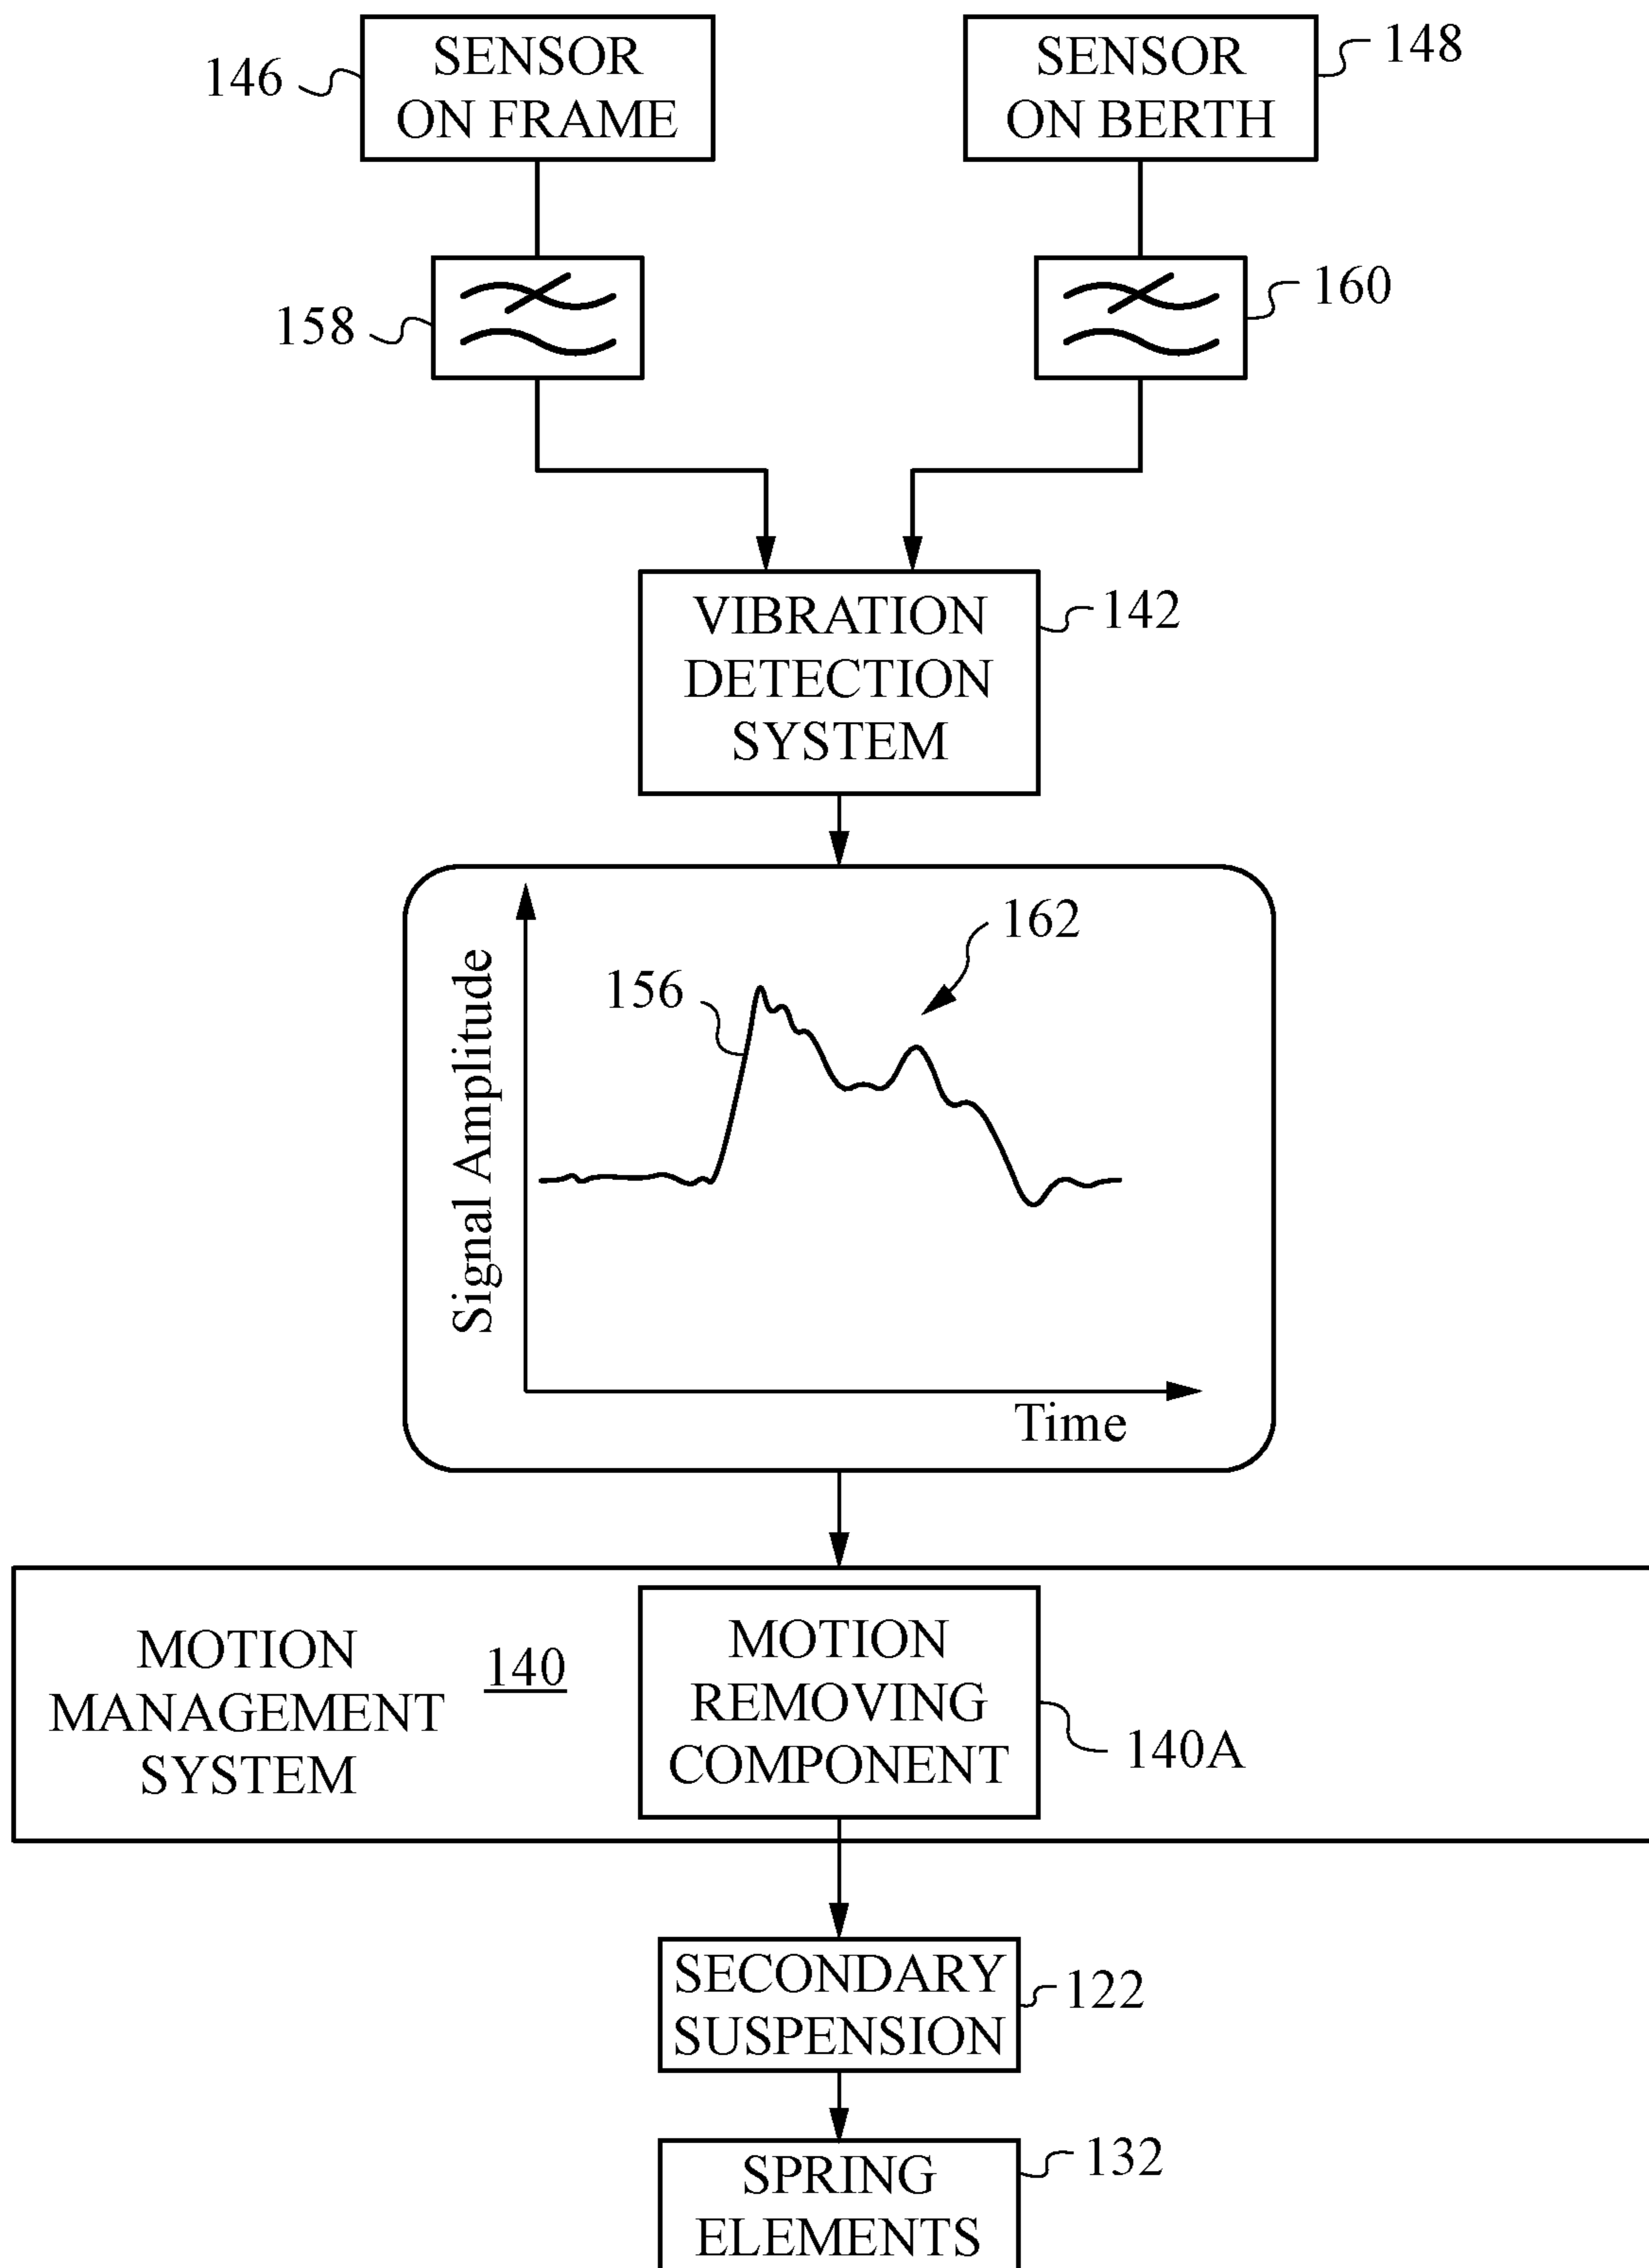 SENSOR
ON FRAME
146
SENSOR
ON BERTH
148
158
160
VIBRATION
DETECTION
SYSTEM
142
Signal Amplitude
156
162
Time
MOTION
MANAGEMENT
SYSTEM
140
MOTION
REMOVING
COMPONENT
140A
SECONDARY
SUSPENSION
122
SPRING
ELEMENTS
132